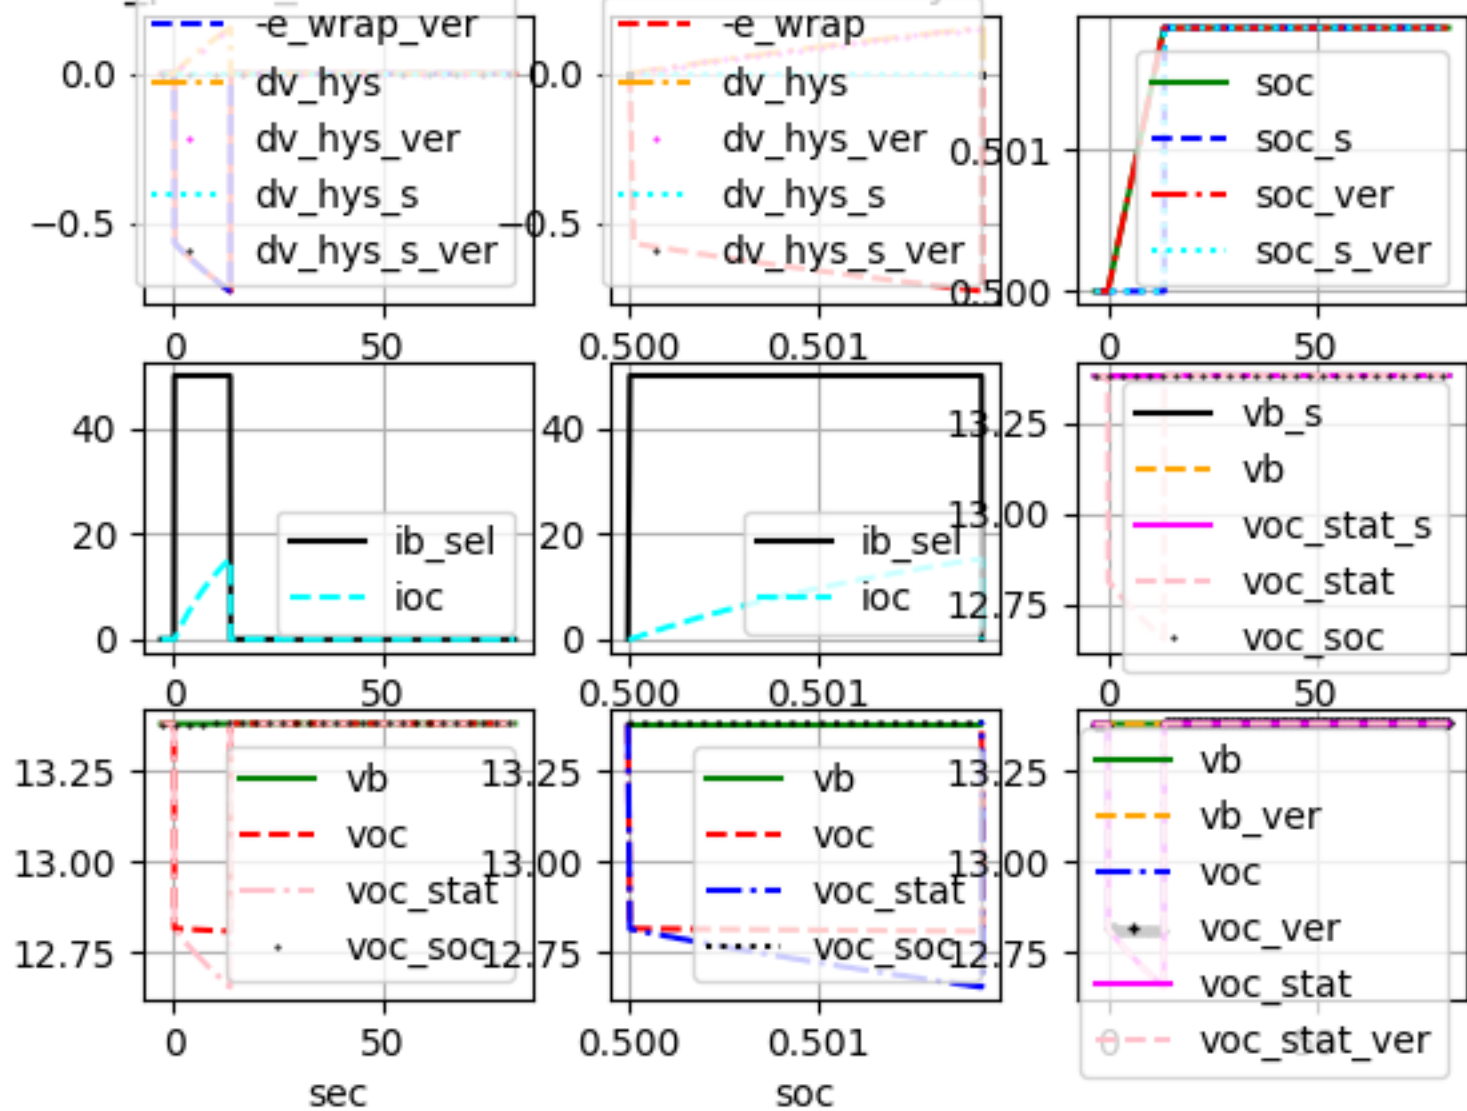 -e_wrap_ver
dv_hys
dv_hys_ver
dv_hys_s
dv_hys_s_ver
0.0
−0.5
0
50
-e_wrap
dv_hys
dv_hys_ver
dv_hys_s
dv_hys_s_ver
0.0
−0.5
0.500
0.501
soc
soc_s
soc_ver
soc_s_ver
0.501
0.500
0
50
40
20
0
ib_sel
ioc
0
50
40
20
0
ib_sel
ioc
0.500
0.501
13.25
13.00
12.75
vb_s
vb
voc_stat_s
voc_stat
voc_soc
0
50
13.25
13.00
12.75
vb
voc
voc_stat
voc_soc
0
50
sec
13.25
13.00
12.75
vb
voc
voc_stat
voc_soc
0.500
0.501
soc
13.25
13.00
12.75
vb
vb_ver
voc
voc_ver
voc_stat
voc_stat_ver
0